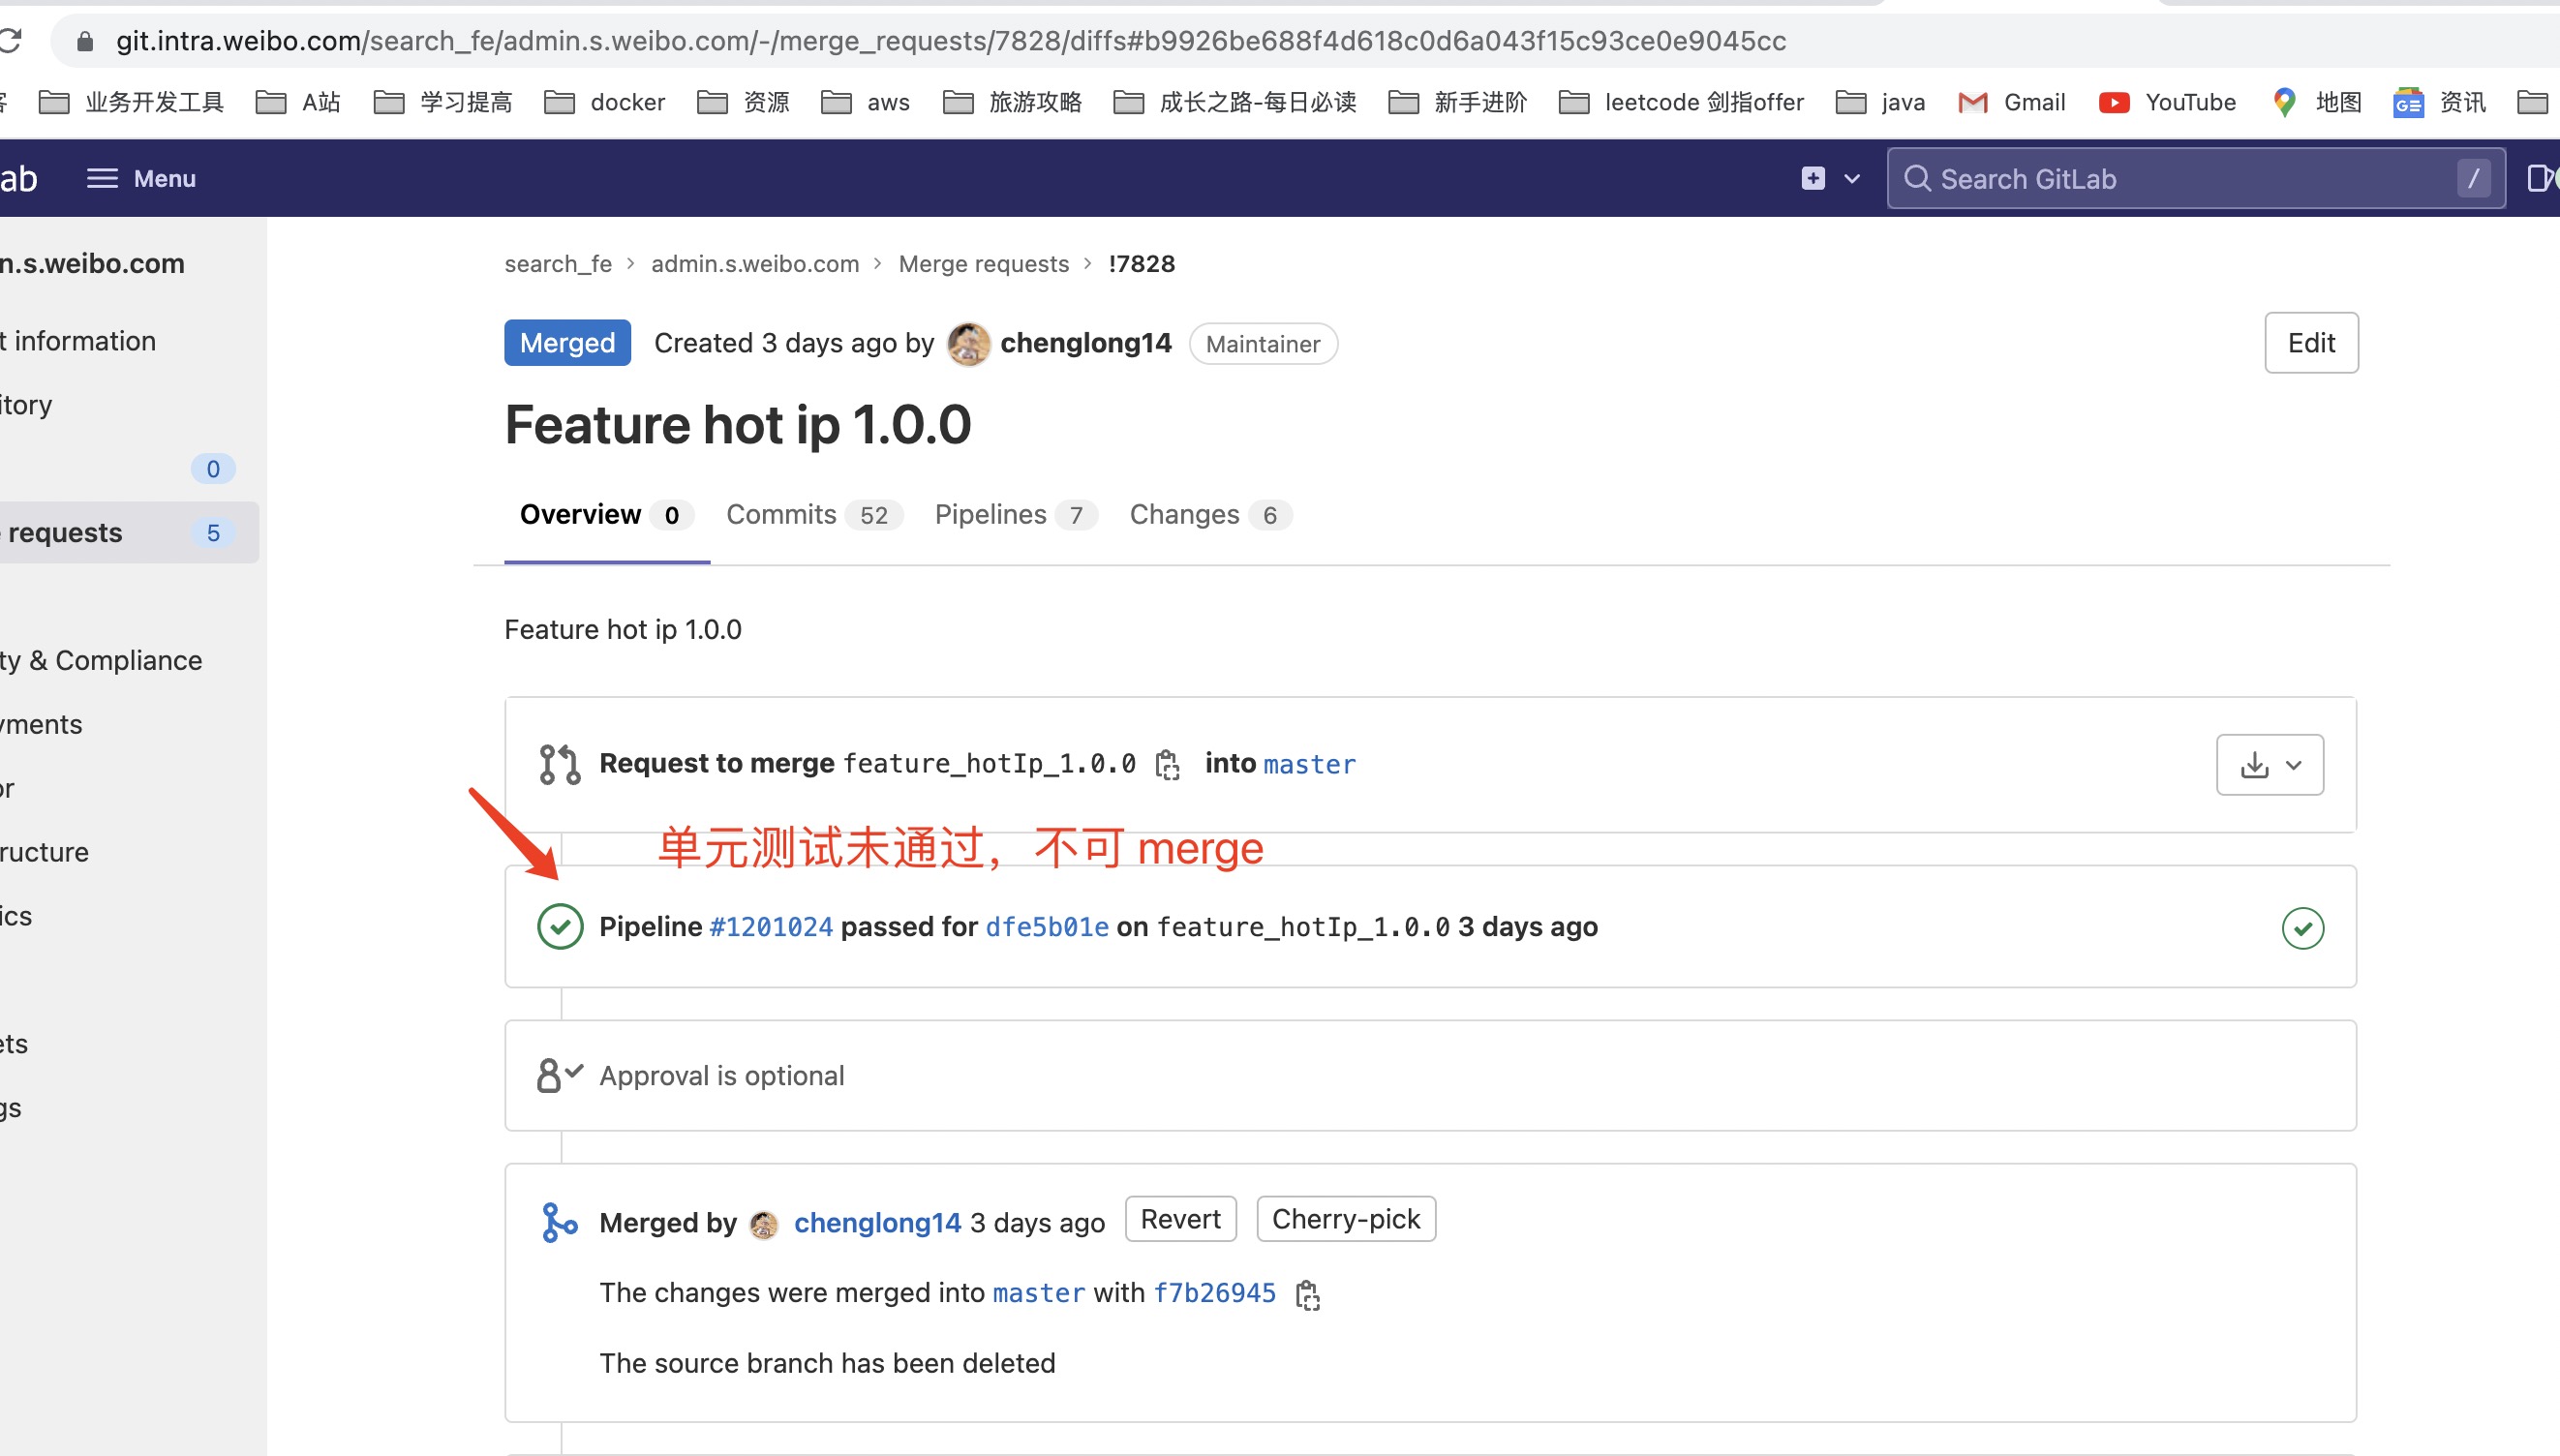 git.intra.weibo.com/search_fe/admin.s.weibo.com/-/merge_requests/7828/diffs#b9926be688f4d618c0d6a043f15c93ce0e9045cc
业务开发工具 A站 学习提高 docker 资源 aws 旅游攻略 成长之路-每日必读 新手进阶 leetcode 剑指offer java Gmail YouTube 地图 GE 资讯
ab Menu Search GitLab /
n.s.weibo.com
t information
itory
0
requests 5
ty & Compliance
yments
or
ructure
ics
ets
gs
search_fe > admin.s.weibo.com > Merge requests > !7828
Merged Created 3 days ago by chenglong14 Maintainer Edit
Feature hot ip 1.0.0
Overview 0 Commits 52 Pipelines 7 Changes 6
Feature hot ip 1.0.0
Request to merge feature_hotIp_1.0.0 into master
单元测试未通过，不可 merge
Pipeline #1201024 passed for dfe5b01e on feature_hotIp_1.0.0 3 days ago
Approval is optional
Merged by chenglong14 3 days ago Revert Cherry-pick
The changes were merged into master with f7b26945
The source branch has been deleted